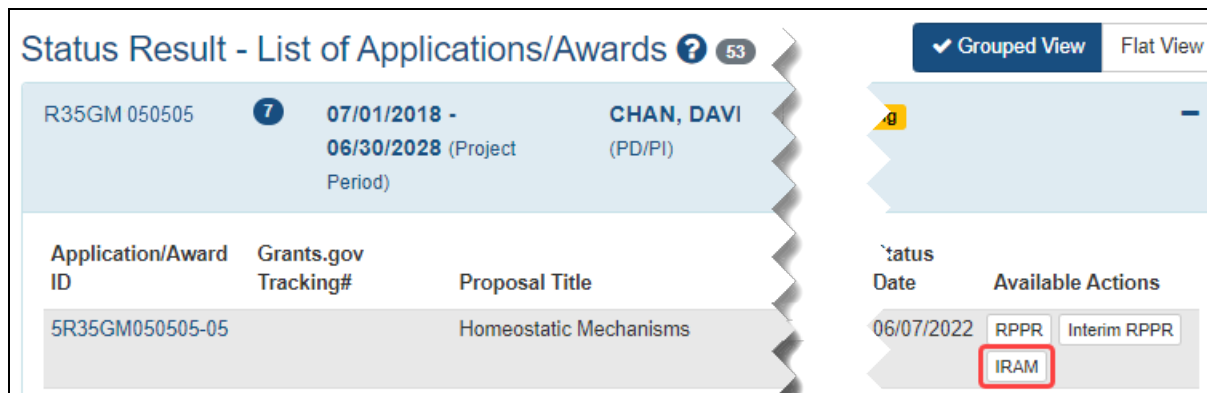 Status Result - List of Applications/Awards ? 53
✔ Grouped View Flat View
R35GM 050505 7 07/01/2018 - CHAN, DAVI
06/30/2028 (Project (PD/PI)
Period)
Application/Award Grants.gov
ID Tracking# Proposal Title Date Available Actions
5R35GM050505-05 Homeostatic Mechanisms 06/07/2022 RPPR Interim RPPR
IRAM